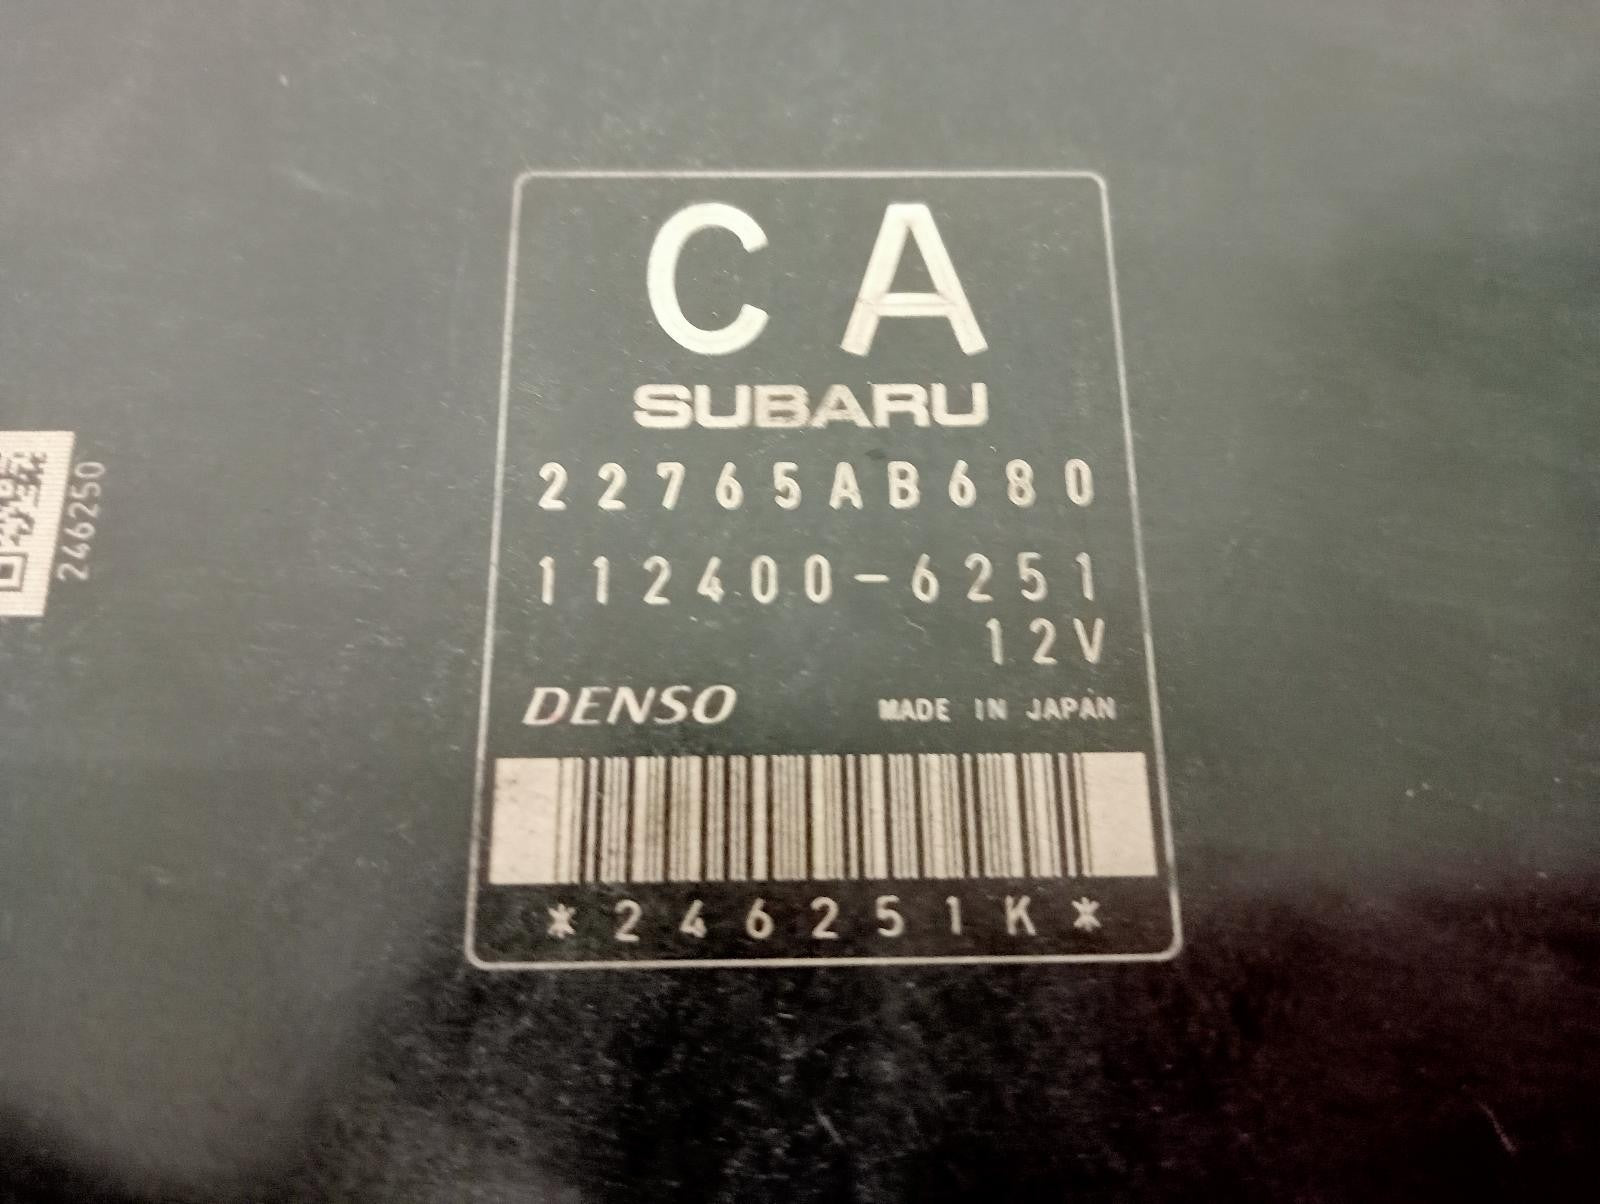 CA
SUBARU
22765AB680
112400-6251
12V
DENSO MADE IN JAPAN
*246251K*
246250